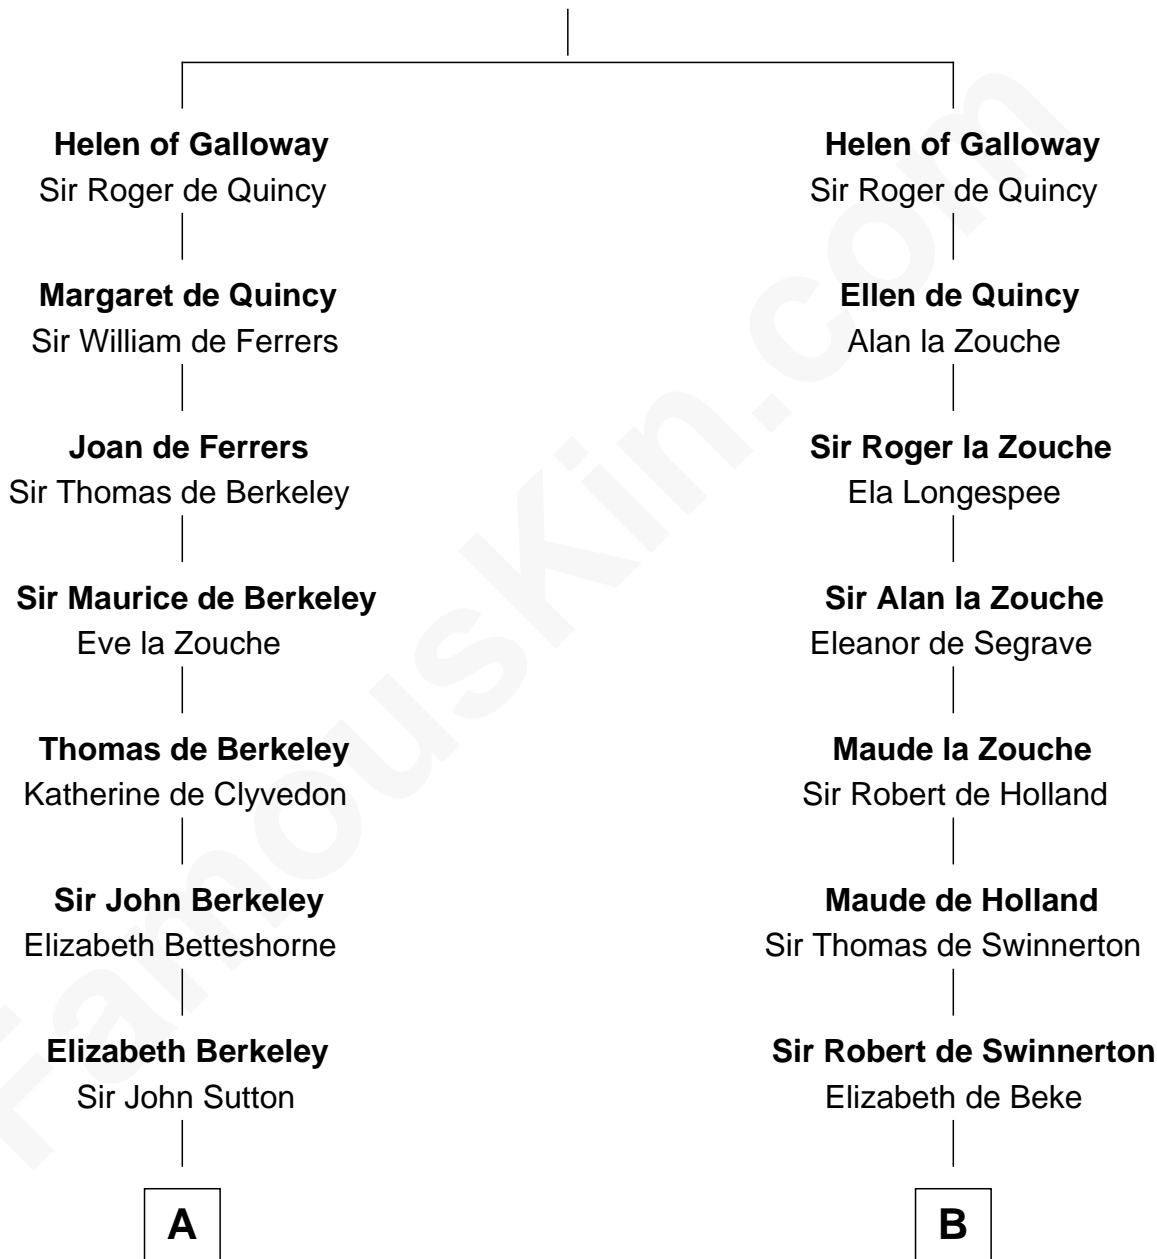 Helen of Galloway
Sir Roger de Quincy
Margaret de Quincy
Sir William de Ferrers
Joan de Ferrers
Sir Thomas de Berkeley
Sir Maurice de Berkeley
Eve la Zouche
Thomas de Berkeley
Katherine de Clyvedon
Sir John Berkeley
Elizabeth Betteshorne
Elizabeth Berkeley
Sir John Sutton
A
Helen of Galloway
Sir Roger de Quincy
Ellen de Quincy
Alan la Zouche
Sir Roger la Zouche
Ela Longespee
Sir Alan la Zouche
Eleanor de Segrave
Maude la Zouche
Sir Robert de Holland
Maude de Holland
Sir Thomas de Swinnerton
Sir Robert de Swinnerton
Elizabeth de Beke
B
FamousKin.com